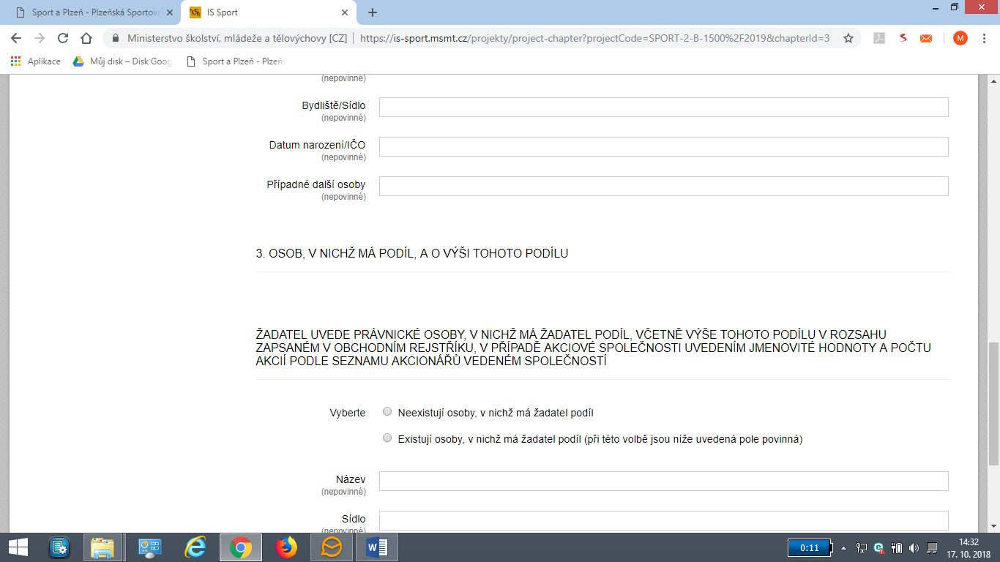 Sport a Plzeň - Plzeňská Sportovn
IS Sport
Ministerstvo školství, mládeže a tělovýchovy [CZ]
https://is-sport.msmt.cz/projekty/project-chapter?projectCode=SPORT-2-B-1500%2F2019&chapterId=3
M
Aplikace
Můj disk – Disk Goog
Sport a Plzeň - Plzeňs
(nepovinné)
Bydliště/Sídlo
(nepovinné)
Datum narození/IČO
(nepovinné)
Případné další osoby
(nepovinné)
3. OSOB, V NICHŽ MÁ PODÍL, A O VÝŠI TOHOTO PODÍLU
ŽADATEL UVEDE PRÁVNICKÉ OSOBY, V NICHŽ MÁ ŽADATEL PODÍL, VČETNĚ VÝŠE TOHOTO PODÍLU V ROZSAHU
ZAPSANÉM V OBCHODNÍM REJSTŘÍKU, V PŘÍPADĚ AKCIOVÉ SPOLEČNOSTI UVEDENÍM JMENOVITÉ HODNOTY A POČTU
AKCIÍ PODLE SEZNAMU AKCIONÁŘŮ VEDENÉM SPOLEČNOSTÍ
Vyberte
Neexistují osoby, v nichž má žadatel podíl
Existují osoby, v nichž má žadatel podíl (při této volbě jsou níže uvedená pole povinná)
Název
(nepovinné)
Sídlo
(nepovinné)
0:11
14:32
17. 10. 2018